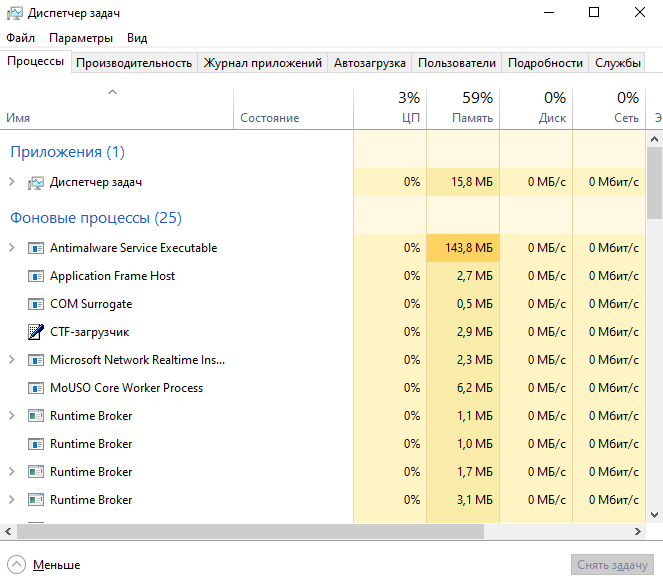 Диспетчер задач
Файл Параметры Вид
Процессы Производительность Журнал приложений Автозагрузка Пользователи Подробности Службы
3% 59% 0% 0%
Имя Состояние ЦП Память Диск Сеть Э
Приложения (1)
Диспетчер задач 0% 15,8 МБ 0 МБ/с 0 Мбит/с
Фоновые процессы (25)
Antimalware Service Executable 0% 143,8 МБ 0 МБ/с 0 Мбит/с
Application Frame Host 0% 2,7 МБ 0 МБ/с 0 Мбит/с
COM Surrogate 0% 0,5 МБ 0 МБ/с 0 Мбит/с
CTF-загрузчик 0% 2,9 МБ 0 МБ/с 0 Мбит/с
Microsoft Network Realtime Ins... 0% 2,3 МБ 0 МБ/с 0 Мбит/с
MoUSO Core Worker Process 0% 6,2 МБ 0 МБ/с 0 Мбит/с
Runtime Broker 0% 1,1 МБ 0 МБ/с 0 Мбит/с
Runtime Broker 0% 1,0 МБ 0 МБ/с 0 Мбит/с
Runtime Broker 0% 1,7 МБ 0 МБ/с 0 Мбит/с
Runtime Broker 0% 3,1 МБ 0 МБ/с 0 Мбит/с
Меньше Снять задачу